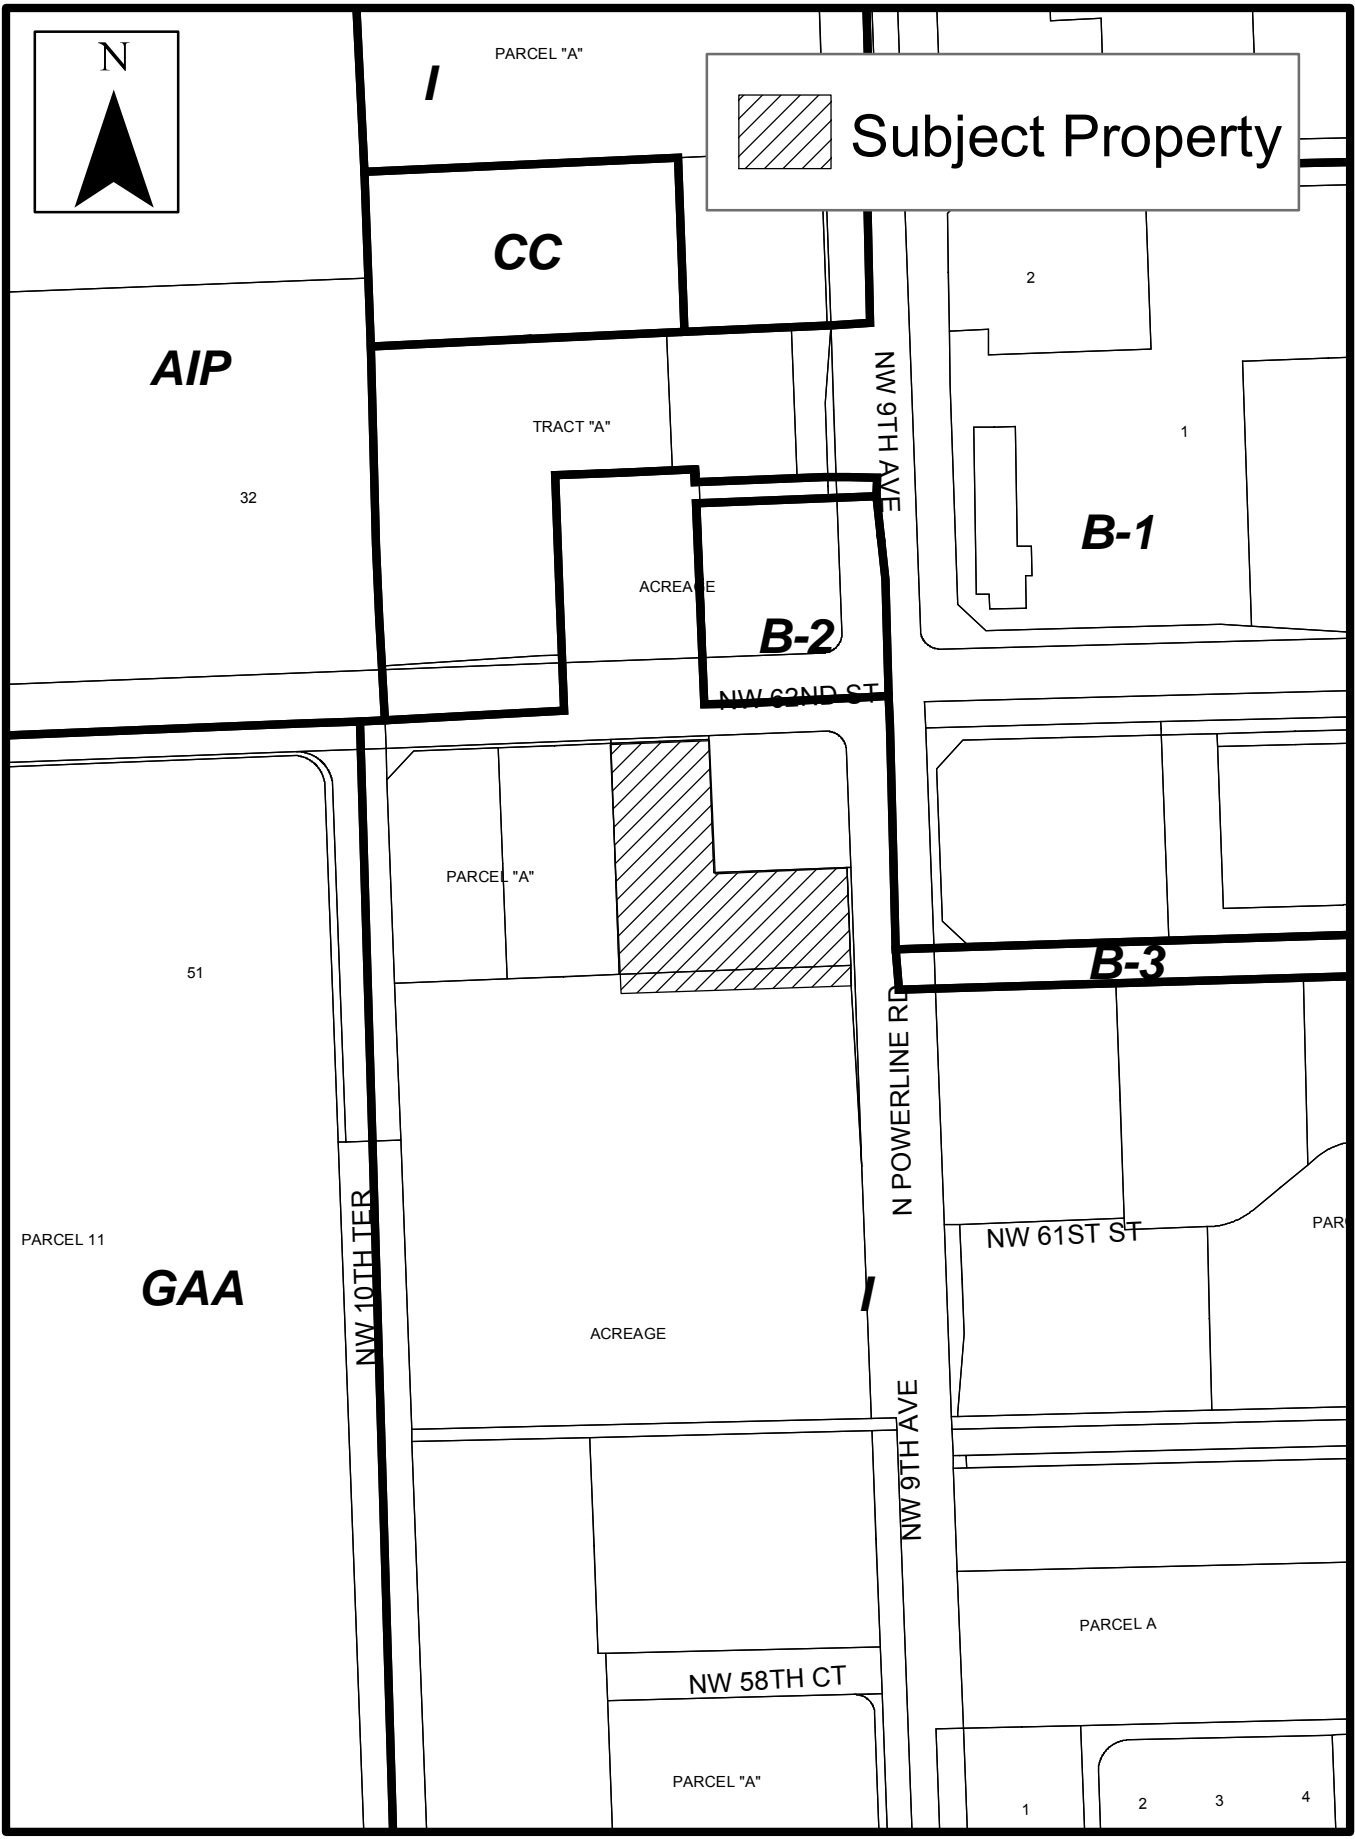 N
PARCEL "A"
I
Subject Property
CC
2
AIP
NW 9TH AVE
TRACT "A"
1
32
B-1
ACREAGE
B-2
NW 62ND ST
PARCEL "A"
B-3
51
N POWERLINE RD
NW 61ST ST
PAR
PARCEL 11
NW 10TH TER
GAA
I
ACREAGE
NW 9TH AVE
PARCEL A
NW 58TH CT
PARCEL "A"
1
2
3
4